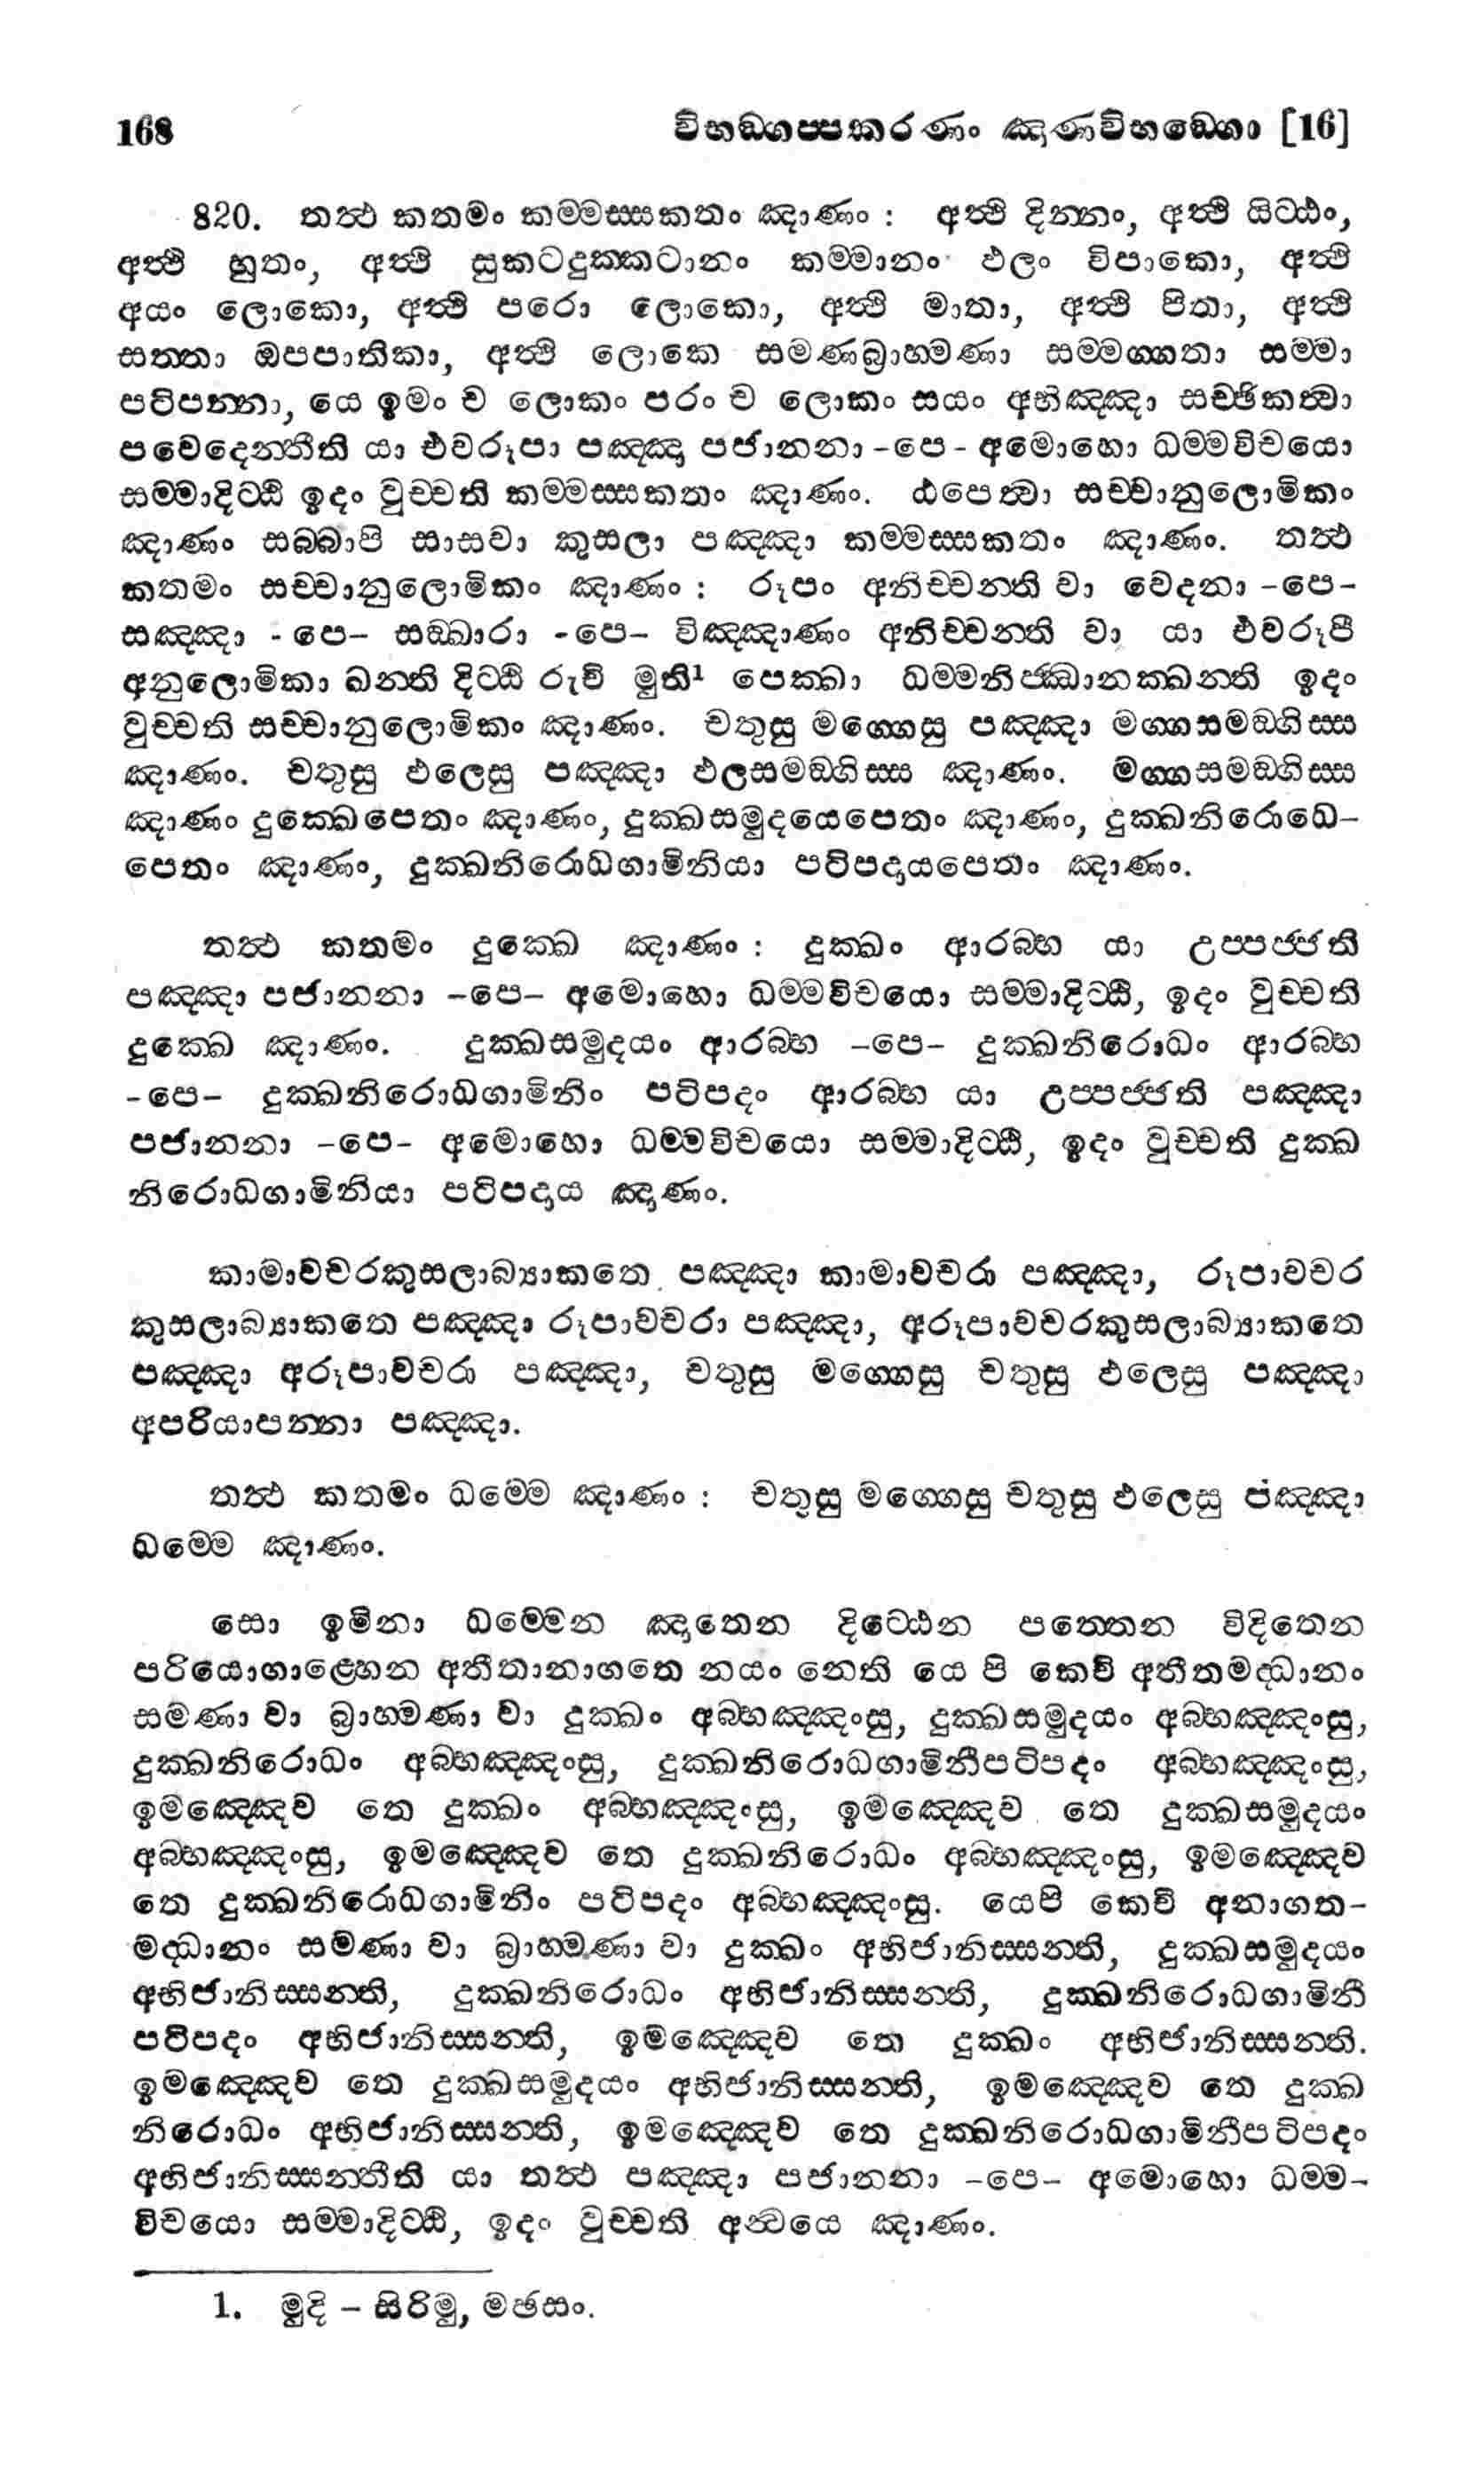 168 විභඞ්ගප්පකරණං ඤාණවිභඞ්ගො [16]
820. තත්‍ථ කතමං කම්මස්සකතං ඤාණං : අත්‍ථි දින්නං, අත්‍ථි යිට්ඨං,
අත්‍ථි හුතං, අත්‍ථි සුකටදුක්කටානං කම්මානං ඵලං විපාකො, අත්‍ථි
අයං ලොකො, අත්‍ථි පරො ලොකො, අත්‍ථි මාතා, අත්‍ථි පිතා, අත්‍ථි
සත්තා ඔපපාතිකා, අත්‍ථි ලොකෙ සමණබ්‍රාහ්මණා සම්මග්ගතා සම්මා
පටිපන්නා, යෙ ඉමං ච ලොකං පරං ච ලොකං සයං අභිඤ්ඤා සච්ඡිකත්‍වා
පවෙදෙන්තීති යා එවරූපා පඤ්ඤා පජානනා -පෙ- අමොහො ධම්මවිචයො
සම්මාදිට්ඨි ඉදං වුච්චති කම්මස්සකතං ඤාණං. ඨපෙත්‍වා සච්චානුලොමිකං
ඤාණං සබ්බාපි සාසවා කුසලා පඤ්ඤා කම්මස්සකතං ඤාණං. තත්‍ථ
කතමං සච්චානුලොමිකං ඤාණං : රූපං අනිච්චන්ති වා වෙදනා -පෙ-
සඤ්ඤා -පෙ- සඞ්ඛාරා -පෙ- විඤ්ඤාණං අනිච්චන්ති වා යා එවරූපී
අනුලොමිකා ඛන්ති දිට්ඨි රුචි මුති¹ පෙක්ඛා ධම්මනිජ්ඣානක්ඛන්ති ඉදං
වුච්චති සච්චානුලොමිකං ඤාණං. චතුසු මග්ගෙසු පඤ්ඤා මග්ගසමඞ්ගිස්ස
ඤාණං. චතුසු ඵලෙසු පඤ්ඤා ඵලසමඞ්ගිස්ස ඤාණං. මග්ගසමඞ්ගිස්ස
ඤාණං දුක්ඛෙපෙතං ඤාණං, දුක්ඛසමුදයෙපෙතං ඤාණං, දුක්ඛනිරොධෙ-
පෙතං ඤාණං, දුක්ඛනිරොධගාමිනියා පටිපදායපෙතං ඤාණං.
තත්‍ථ කතමං දුක්ඛෙ ඤාණං : දුක්ඛං ආරබ්භ යා උප්පජ්ජති
පඤ්ඤා පජානනා -පෙ- අමොහො ධම්මවිචයො සම්මාදිට්ඨි, ඉදං වුච්චති
දුක්ඛෙ ඤාණං. දුක්ඛසමුදයං ආරබ්භ -පෙ- දුක්ඛනිරොධං ආරබ්භ
-පෙ- දුක්ඛනිරොධගාමිනිං පටිපදං ආරබ්භ යා උප්පජ්ජති පඤ්ඤා
පජානනා -පෙ- අමොහො ධම්මවිචයො සම්මාදිට්ඨි, ඉදං වුච්චති දුක්ඛ
නිරොධගාමිනියා පටිපදාය ඤාණං.
කාමාවචරකුසලාබ්‍යාකතෙ පඤ්ඤා කාමාවචරා පඤ්ඤා, රූපාවචර
කුසලාබ්‍යාකතෙ පඤ්ඤා රූපාවචරා පඤ්ඤා, අරූපාවචරකුසලාබ්‍යාකතෙ
පඤ්ඤා අරූපාවචරා පඤ්ඤා, චතුසු මග්ගෙසු චතුසු ඵලෙසු පඤ්ඤා
අපරියාපන්නා පඤ්ඤා.
තත්‍ථ කතමං ධම්මෙ ඤාණං : චතුසු මග්ගෙසු චතුසු ඵලෙසු පඤ්ඤා
ධම්මෙ ඤාණං.
සො ඉමිනා ධම්මෙන ඤාතෙන දිට්ඨෙන පත්තෙන විදිතෙන
පරියොගාළ්හෙන අතීතානාගතෙ නයං නෙති යෙ පි කෙචි අතීතමද්ධානං
සමණා වා බ්‍රාහ්මණා වා දුක්ඛං අබ්භඤ්ඤංසු, දුක්ඛසමුදයං අබ්භඤ්ඤංසු,
දුක්ඛනිරොධං අබ්භඤ්ඤංසු, දුක්ඛනිරොධගාමිනීපටිපදං අබ්භඤ්ඤංසු,
ඉමඤ්ඤෙව තෙ දුක්ඛං අබ්භඤ්ඤංසු, ඉමඤ්ඤෙව තෙ දුක්ඛසමුදයං
අබ්භඤ්ඤංසු, ඉමඤ්ඤෙව තෙ දුක්ඛනිරොධං අබ්භඤ්ඤංසු, ඉමඤ්ඤෙව
තෙ දුක්ඛනිරොධගාමිනිං පටිපදං අබ්භඤ්ඤංසු. යෙපි කෙචි අනාගත-
මද්ධානං සමණා වා බ්‍රාහ්මණා වා දුක්ඛං අභිජානිස්සන්ති, දුක්ඛසමුදයං
අභිජානිස්සන්ති, දුක්ඛනිරොධං අභිජානිස්සන්ති, දුක්ඛනිරොධගාමිනී
පටිපදං අභිජානිස්සන්ති, ඉමඤ්ඤෙව තෙ දුක්ඛං අභිජානිස්සන්ති.
ඉමඤ්ඤෙව තෙ දුක්ඛසමුදයං අභිජානිස්සන්ති, ඉමඤ්ඤෙව තෙ දුක්ඛ
නිරොධං අභිජානිස්සන්ති, ඉමඤ්ඤෙව තෙ දුක්ඛනිරොධගාමිනීපටිපදං
අභිජානිස්සන්තීති යා තත්‍ථ පඤ්ඤා පජානනා -පෙ- අමොහො ධම්ම-
විචයො සම්මාදිට්ඨි, ඉදං වුච්චති අන්‍වයෙ ඤාණං.
1. මුදි – සිරිමු, මඡසං.